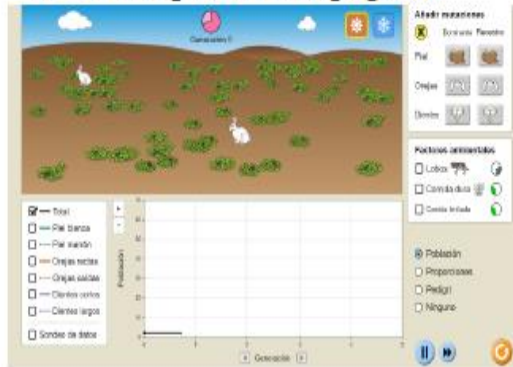 Generación 0
Añadir mutaciones
Dominante Recesivo
Piel
Orejas
Dientes
Factores ambientales
Lobos
Comida dura
Comida limitada
Total
Piel blanca
Piel marrón
Orejas rectas
Orejas caídas
Dientes cortos
Dientes largos
Sondeo de datos
Población
Generación
Población
Proporciones
Pedigrí
Ninguno